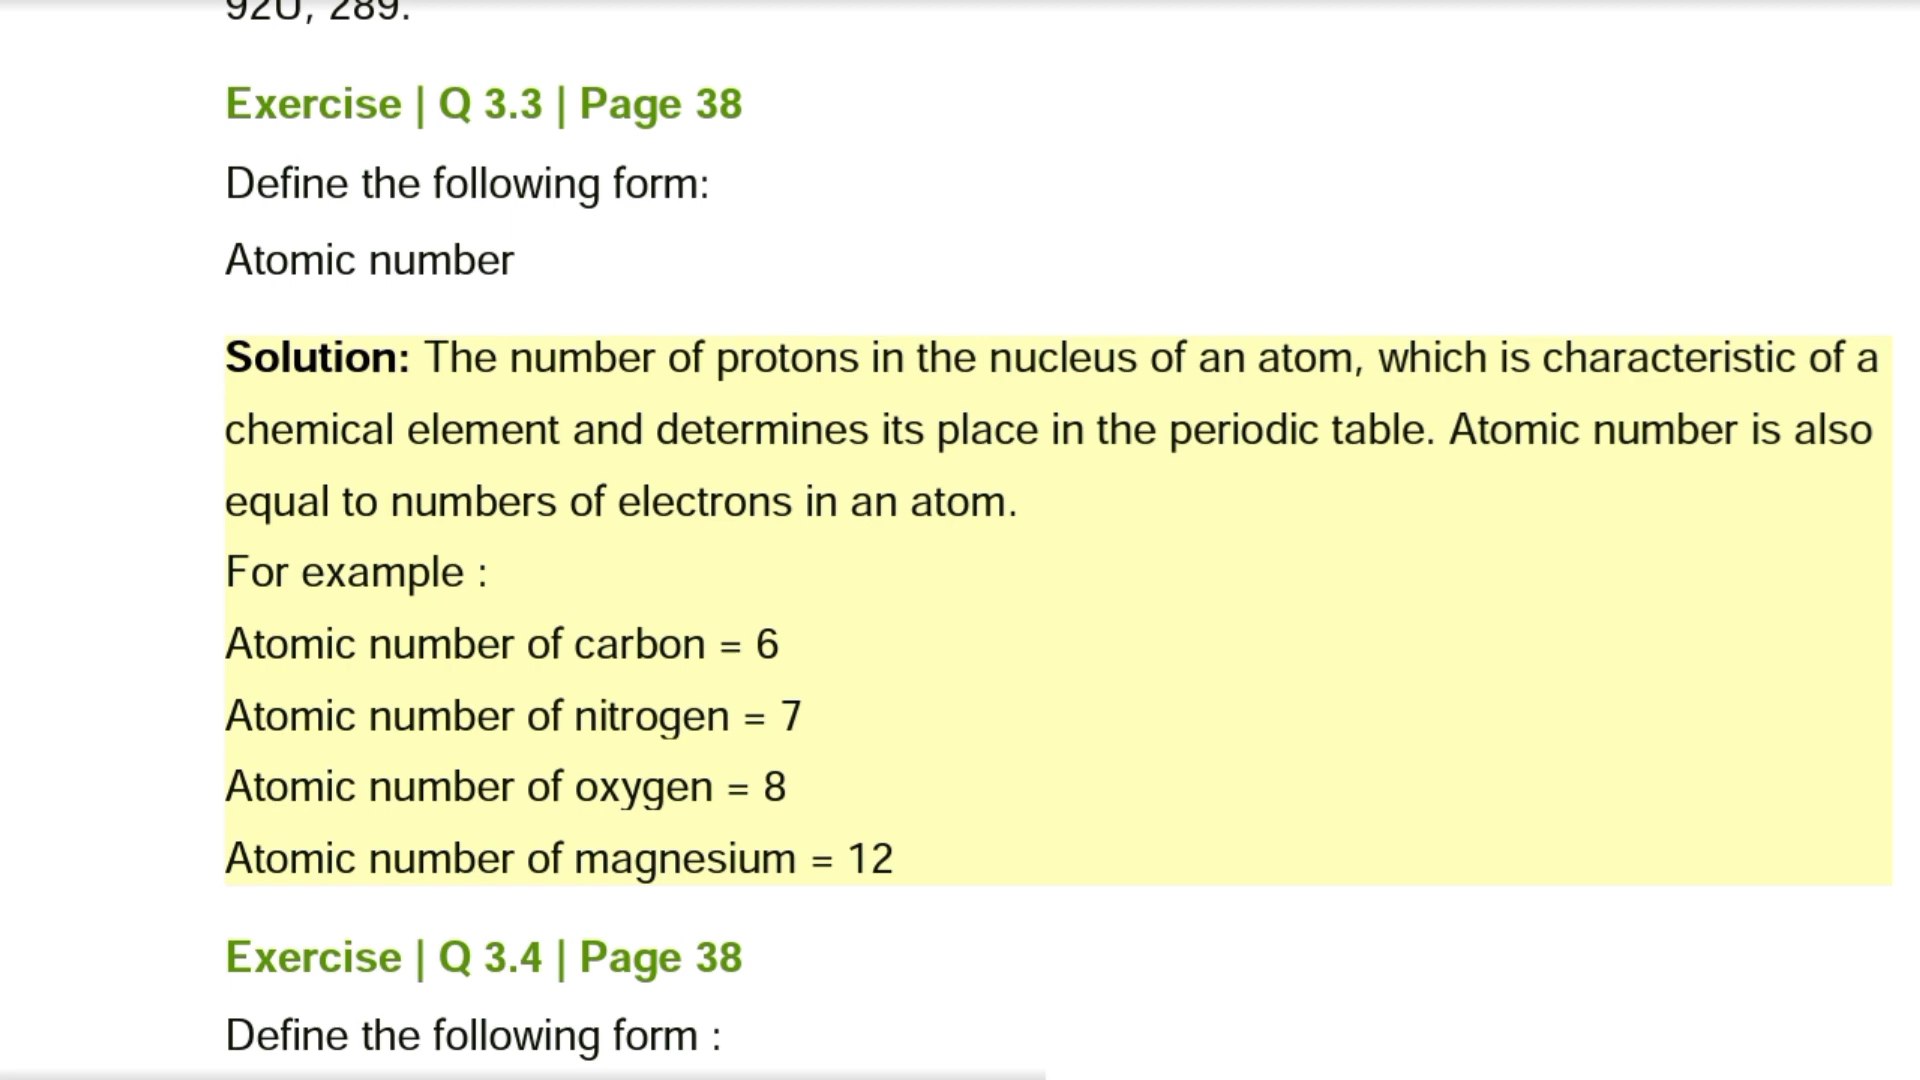 92U, 289.
Exercise | Q 3.3 | Page 38
Define the following form:
Atomic number
Solution: The number of protons in the nucleus of an atom, which is characteristic of a
chemical element and determines its place in the periodic table. Atomic number is also
equal to numbers of electrons in an atom.
For example :
Atomic number of carbon = 6
Atomic number of nitrogen = 7
Atomic number of oxygen = 8
Atomic number of magnesium = 12
Exercise | Q 3.4 | Page 38
Define the following form :